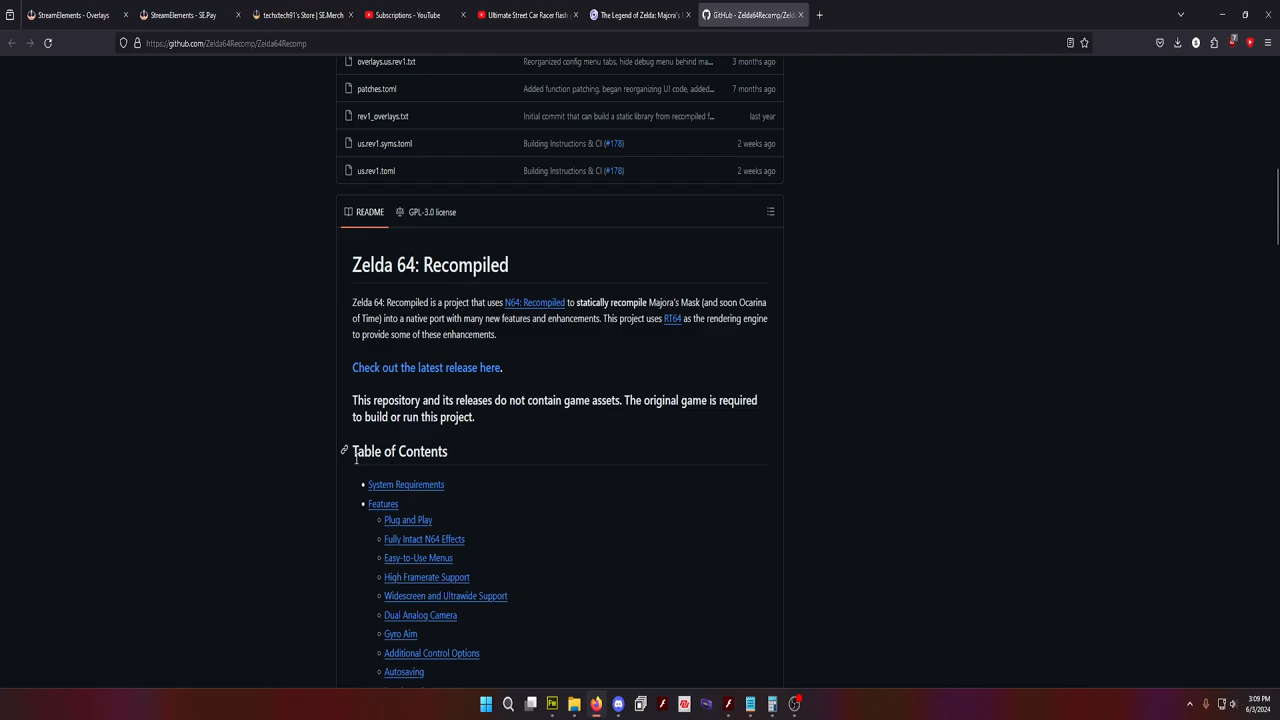 StreamElements - Overlays
StreamElements - SE.Pay
techxtech91's Store | SE.Merch
Subscriptions - YouTube
Ultimate Street Car Racer flash g
The Legend of Zelda: Majora's M
GitHub - Zelda64Recomp/Zelda6
https://github.com/Zelda64Recomp/Zelda64Recomp
overlays.us.rev1.txt Reorganized config menu tabs, hide debug menu behind ma... 3 months ago
patches.toml Added function patching, began reorganizing UI code, added... 7 months ago
rev1_overlays.txt Initial commit that can build a static library from recompiled f... last year
us.rev1.syms.toml Building Instructions & CI (#178) 2 weeks ago
us.rev1.toml Building Instructions & CI (#178) 2 weeks ago
README GPL-3.0 license
Zelda 64: Recompiled
Zelda 64: Recompiled is a project that uses N64: Recompiled to statically recompile Majora's Mask (and soon Ocarina
of Time) into a native port with many new features and enhancements. This project uses RT64 as the rendering engine
to provide some of these enhancements.
Check out the latest release here.
This repository and its releases do not contain game assets. The original game is required
to build or run this project.
Table of Contents
System Requirements
Features
Plug and Play
Fully Intact N64 Effects
Easy-to-Use Menus
High Framerate Support
Widescreen and Ultrawide Support
Dual Analog Camera
Gyro Aim
Additional Control Options
Autosaving
3:09 PM
6/3/2024